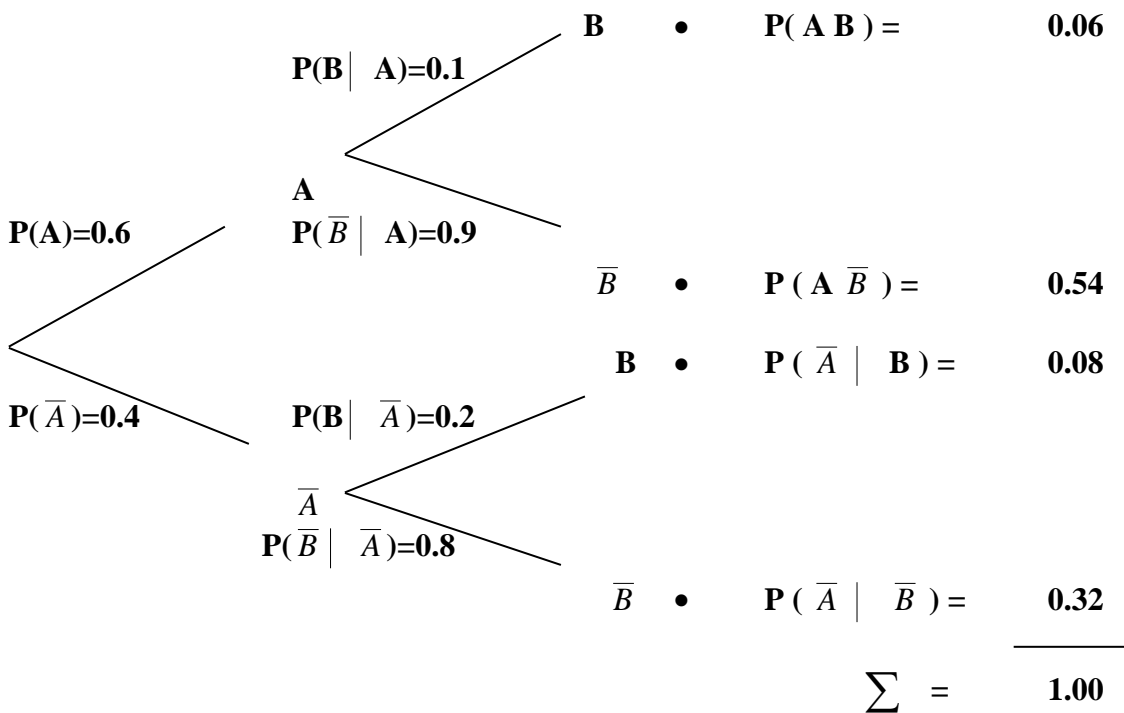 B • P( A B ) = 0.06
P(B| A)=0.1
A
P(A)=0.6 P( B̅ | A)=0.9
B̅ • P ( A B̅ ) = 0.54
B • P ( A̅ | B ) = 0.08
P( A̅ )=0.4 P(B| A̅ )=0.2
A̅
P( B̅ | A̅ )=0.8
B̅ • P ( A̅ | B̅ ) = 0.32
∑ = 1.00